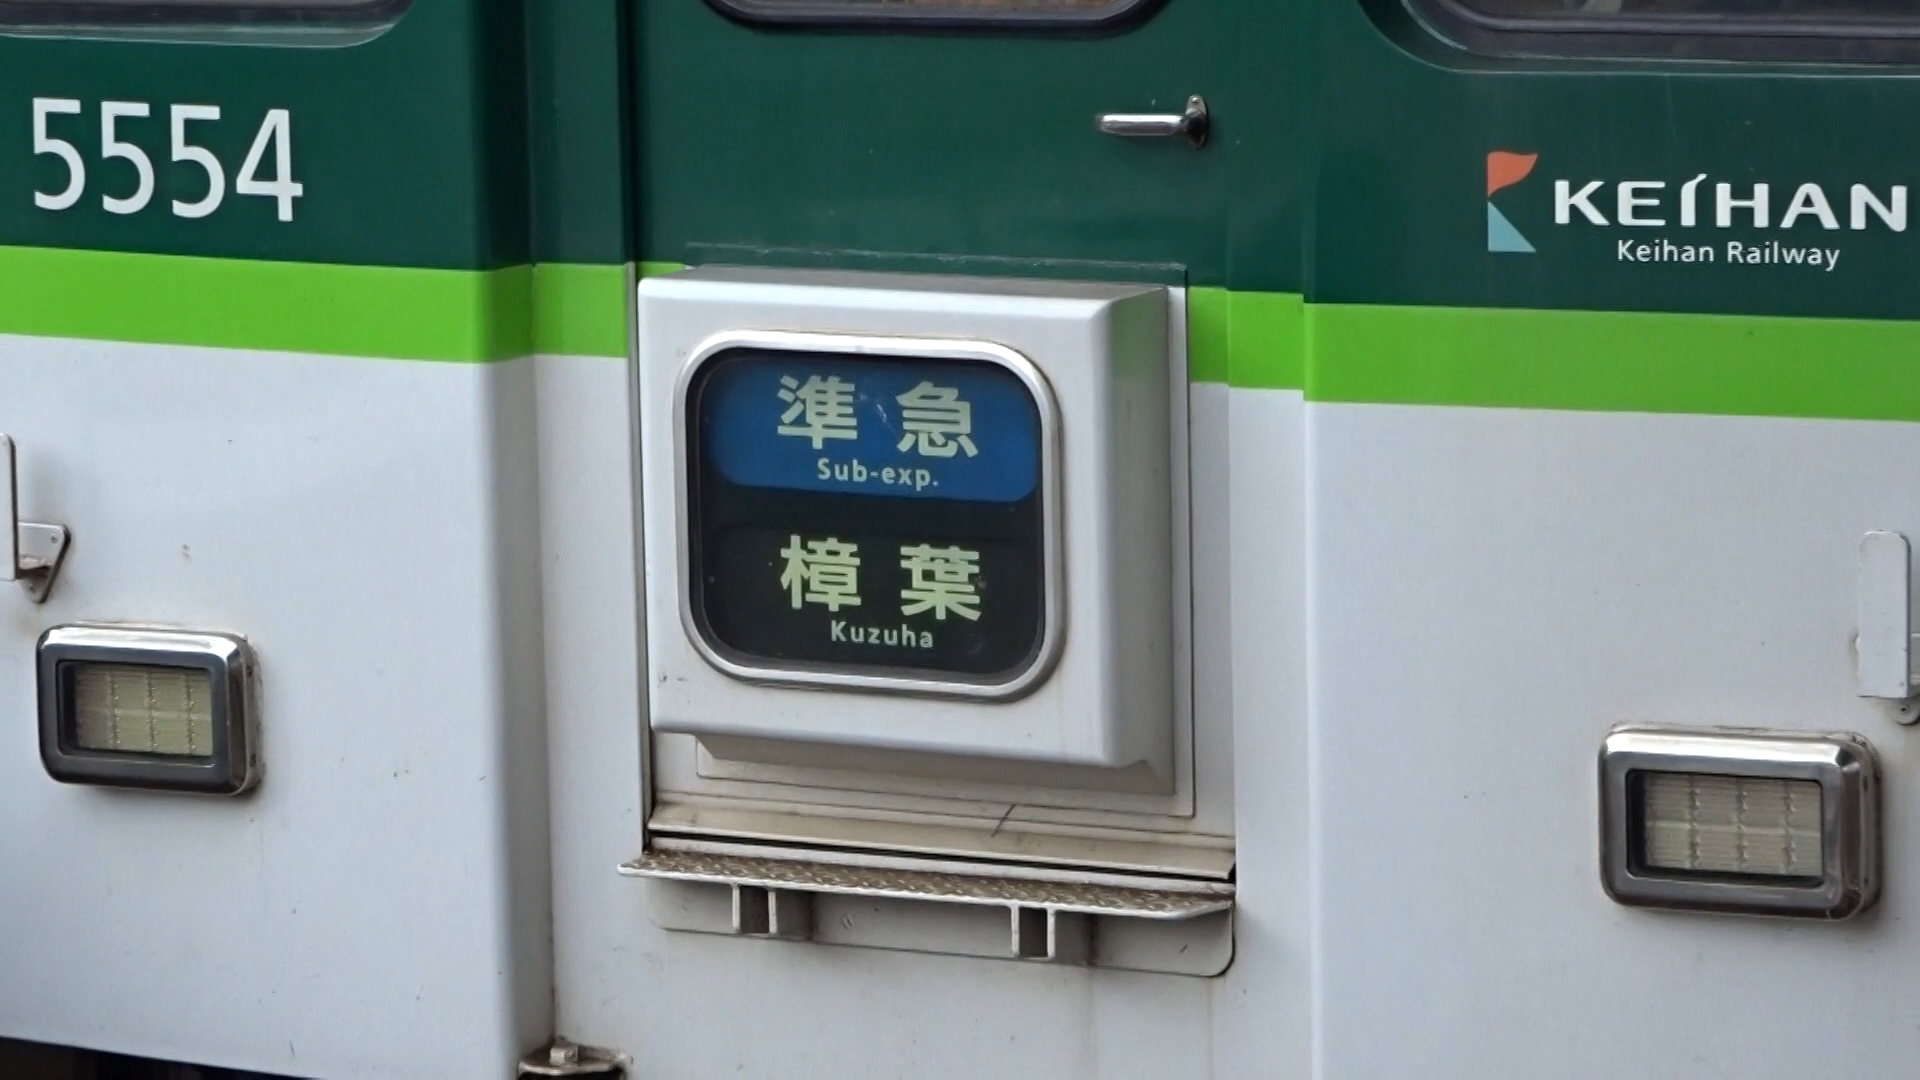 5554
KEIHAN
Keihan Railway
準急
Sub-exp.
樟葉
Kuzuha